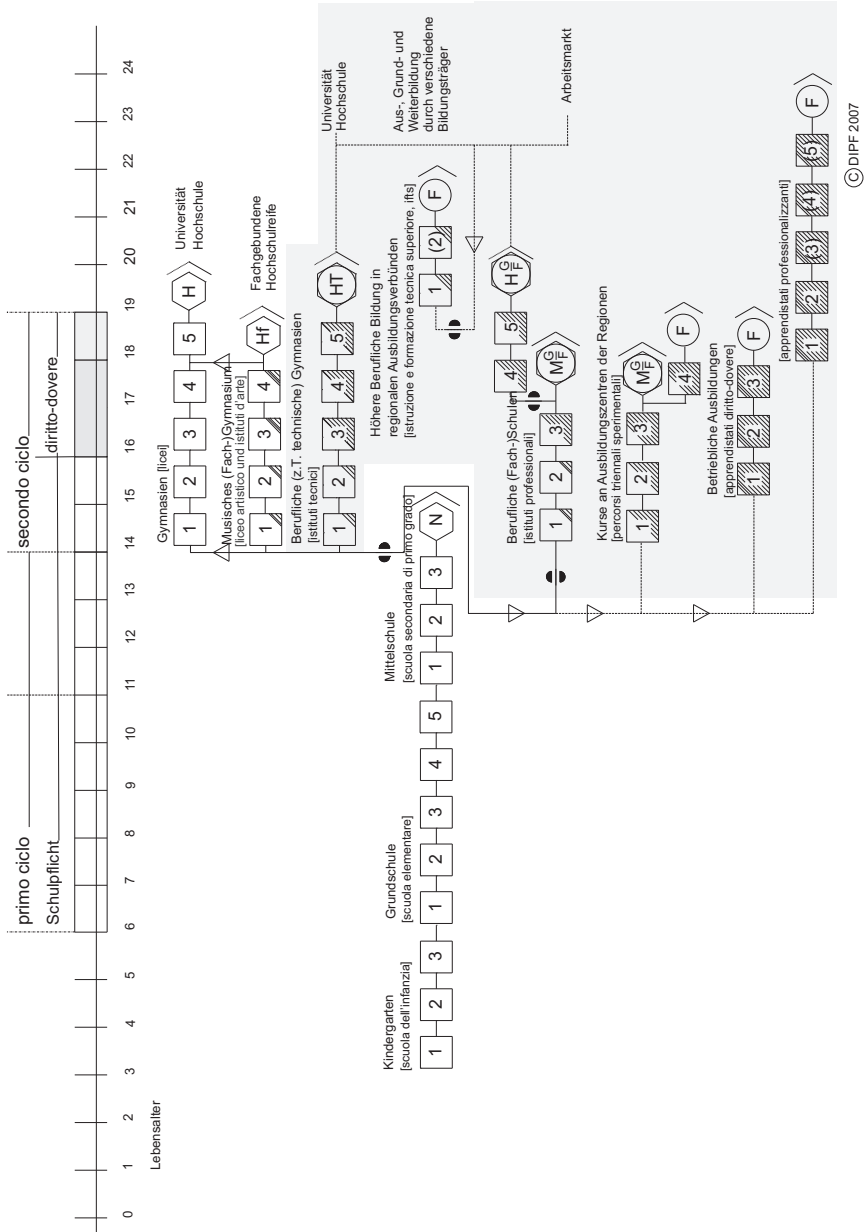 primo ciclo
secondo ciclo
Schulpflicht
diritto-dovere
0 1 2 3 4 5 6 7 8 9 10 11 12 13 14 15 16 17 18 19 20 21 22 23 24
Lebensalter
Gymnasien [licei]
1 2 3 4 5 H
Universität
Hochschule
Musisches (Fach-)Gymnasium
[liceo artistico und istituti d'arte]
1 2 3 4 Hf
Fachgebundene
Hochschulreife
Berufliche (z.T. technische) Gymnasien
[istituti tecnici]
1 2 3 4 5 HT
Universität
Hochschule
Höhere Berufliche Bildung in
regionalen Ausbildungsverbünden
[istruzione e formazione tecnica superiore, ifts]
1 (2) F
Aus-, Grund- und
Weiterbildung
durch verschiedene
Bildungsträger
Kindergarten
[scuola dell'infanzia]
1 2 3
Grundschule
[scuola elementare]
1 2 3 4 5
Mittelschule
[scuola secondaria di primo grado]
1 2 3 N
4 5 H G F
Berufliche (Fach-)Schulen
[istituti professionali]
1 2 3 M G F
Arbeitsmarkt
Kurse an Ausbildungszentren der Regionen
[percorsi triennali sperimentali]
1 2 3 M G F
4 F
Betriebliche Ausbildungen
[apprendistati diritto-dovere]
1 2 3 F
[apprendistati professionalizzanti]
1 2 (3) (4) (5) F
© DIPF 2007